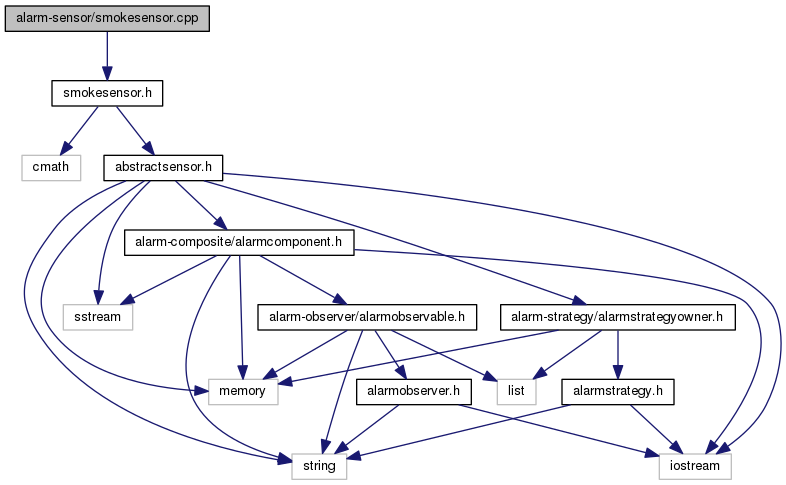 alarm-sensor/smokesensor.cpp
smokesensor.h
cmath
abstractsensor.h
alarm-composite/alarmcomponent.h
sstream
alarm-observer/alarmobservable.h
alarm-strategy/alarmstrategyowner.h
memory
alarmobserver.h
list
alarmstrategy.h
string
iostream